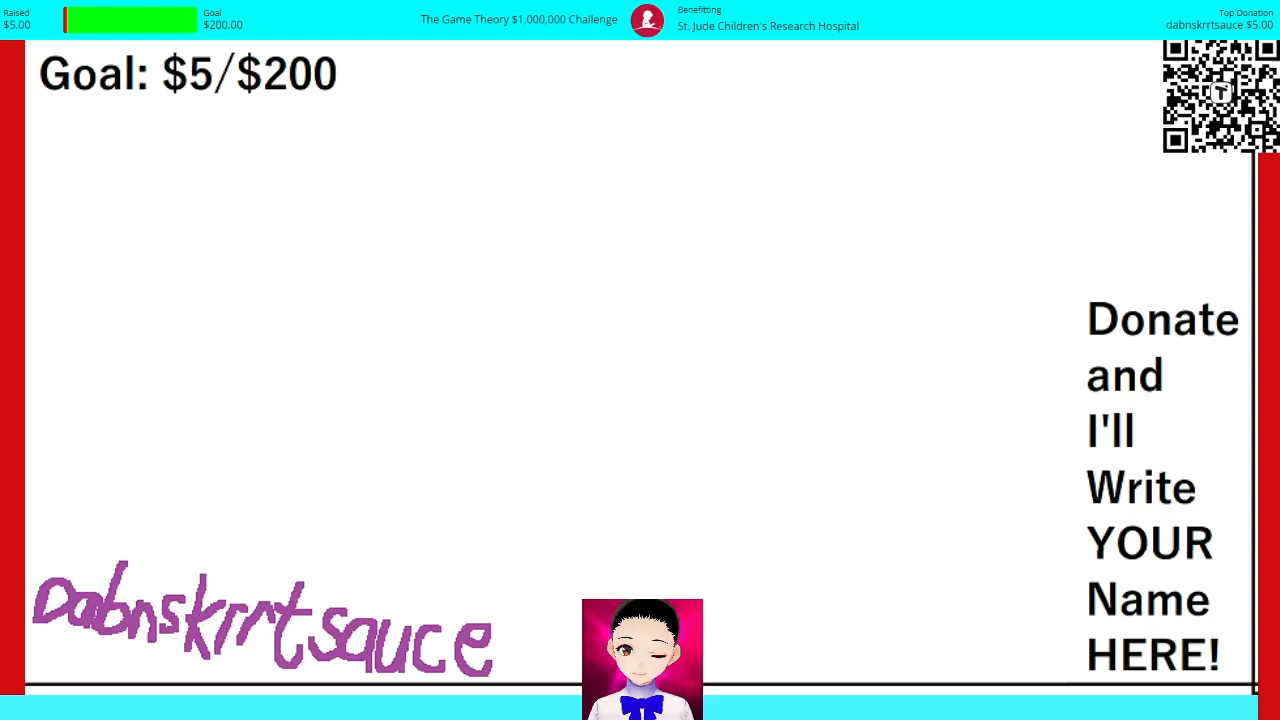 Raised
$5.00
Goal
$200.00
The Game Theory $1,000,000 Challenge
Benefitting
St. Jude Children's Research Hospital
Top Donation
dabnskrrtsauce $5.00
Goal: $5/$200
T
Donate
and
I'll
Write
YOUR
Name
HERE!
Dabnskrrtsauce